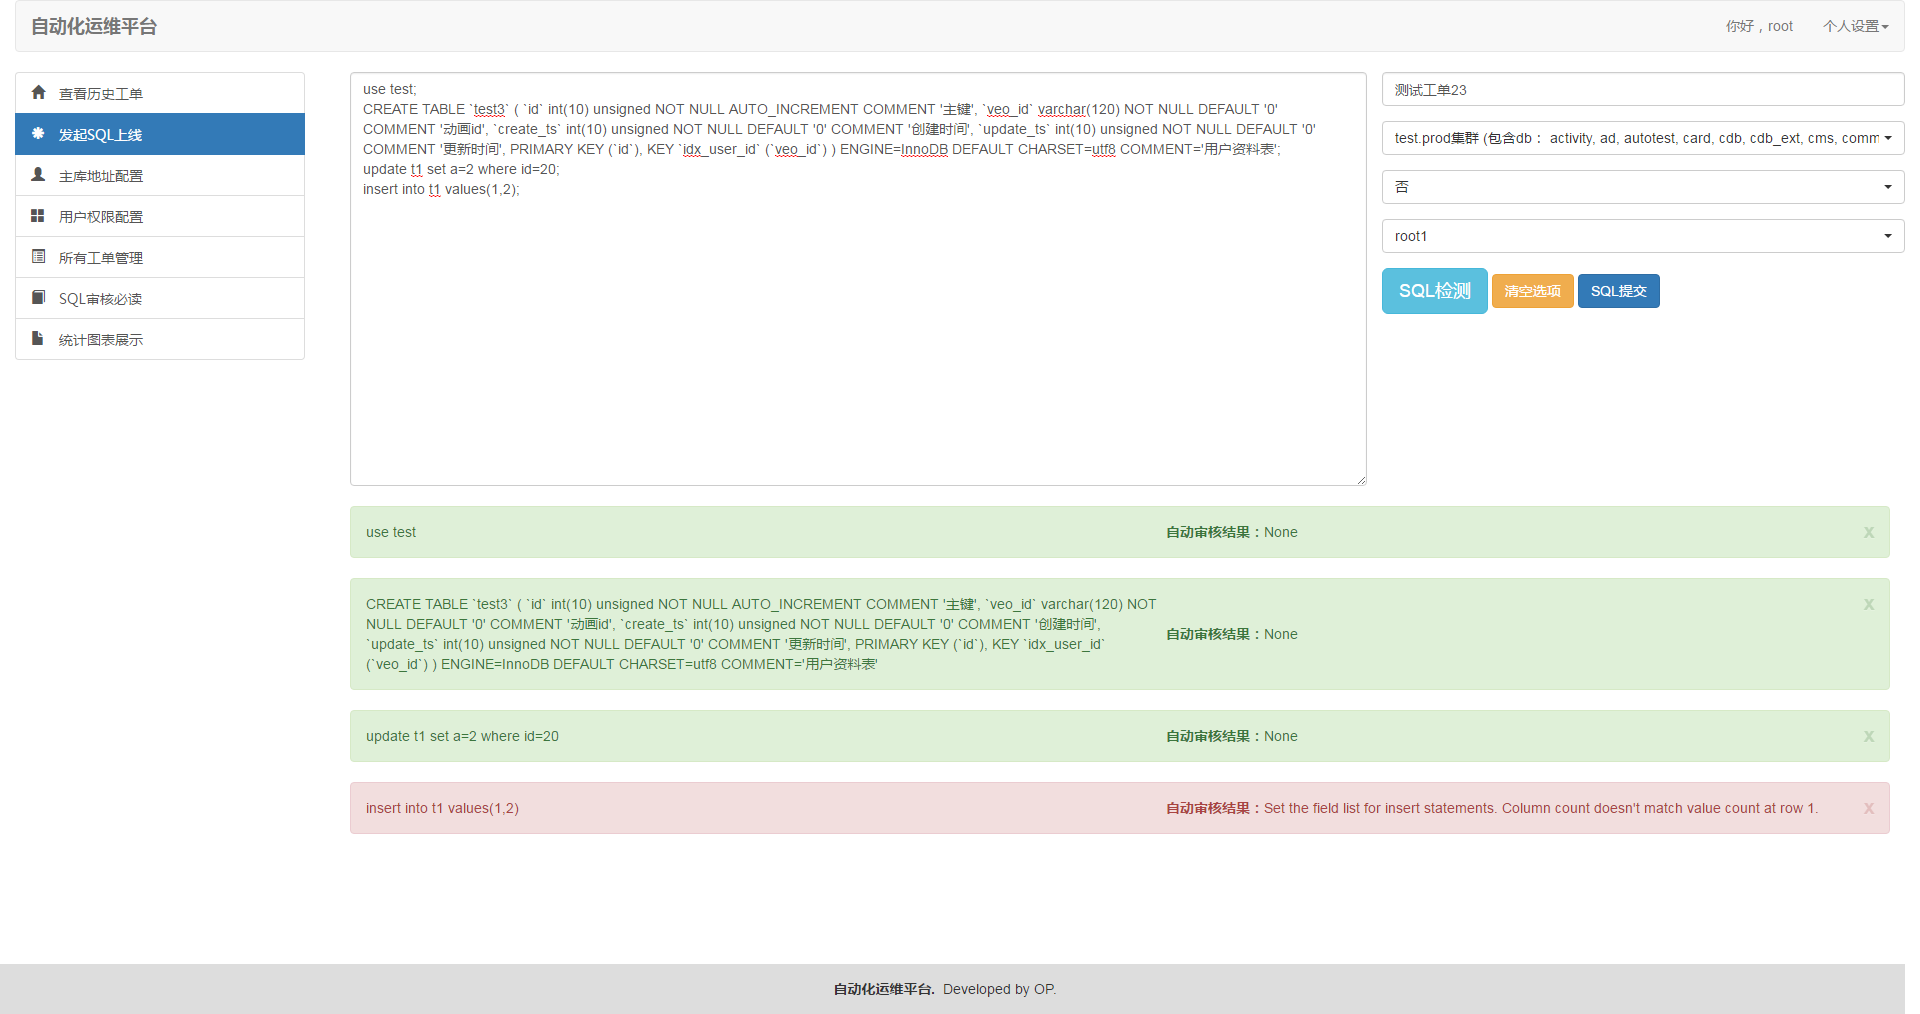 自动化运维平台
你好，root
个人设置
查看历史工单
发起SQL上线
主库地址配置
用户权限配置
所有工单管理
SQL审核必读
统计图表展示
use test;
CREATE TABLE `test3` ( `id` int(10) unsigned NOT NULL AUTO_INCREMENT COMMENT '主键', `veo_id` varchar(120) NOT NULL DEFAULT '0'
COMMENT '动画id', `create_ts` int(10) unsigned NOT NULL DEFAULT '0' COMMENT '创建时间', `update_ts` int(10) unsigned NOT NULL DEFAULT '0'
COMMENT '更新时间', PRIMARY KEY (`id`), KEY `idx_user_id` (`veo_id`) ) ENGINE=InnoDB DEFAULT CHARSET=utf8 COMMENT='用户资料表';
update t1 set a=2 where id=20;
insert into t1 values(1,2);
测试工单23
test.prod集群 (包含db： activity, ad, autotest, card, cdb, cdb_ext, cms, comm
否
root1
SQL检测
清空选项
SQL提交
use test
自动审核结果：None
x
CREATE TABLE `test3` ( `id` int(10) unsigned NOT NULL AUTO_INCREMENT COMMENT '主键', `veo_id` varchar(120) NOT
NULL DEFAULT '0' COMMENT '动画id', `create_ts` int(10) unsigned NOT NULL DEFAULT '0' COMMENT '创建时间',
`update_ts` int(10) unsigned NOT NULL DEFAULT '0' COMMENT '更新时间', PRIMARY KEY (`id`), KEY `idx_user_id`
(`veo_id`) ) ENGINE=InnoDB DEFAULT CHARSET=utf8 COMMENT='用户资料表'
自动审核结果：None
x
update t1 set a=2 where id=20
自动审核结果：None
x
insert into t1 values(1,2)
自动审核结果：Set the field list for insert statements. Column count doesn't match value count at row 1.
x
自动化运维平台. Developed by OP.